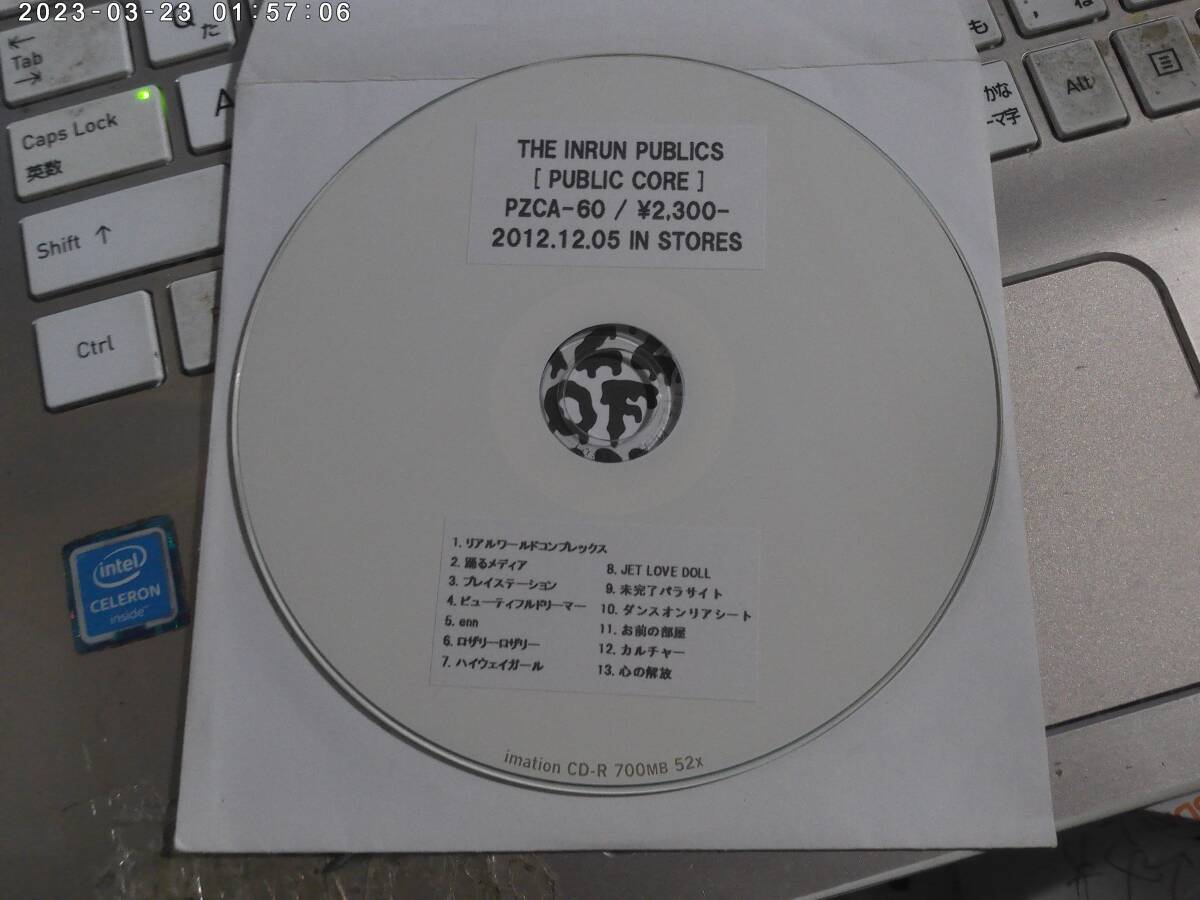 2023-03-23 01:57:06
Tab
Caps Lock
英数
Shift
Ctrl
A
Q
た
も
; ね
かな
Alt
THE INRUN PUBLICS
[ PUBLIC CORE ]
PZCA-60 / ¥2,300-
2012.12.05 IN STORES
OF
1. リアルワールドコンプレックス
2. 踊るメディア
3. プレイステーション
4. ビューティフルドリーマー
5. enn
6. ロザリーロザリー
7. ハイウェイガール
8. JET LOVE DOLL
9. 未完了パラサイト
10. ダンスオンリアシート
11. お前の部屋
12. カルチャー
13. 心の解放
imation CD-R 700MB 52x
intel
CELERON
inside™